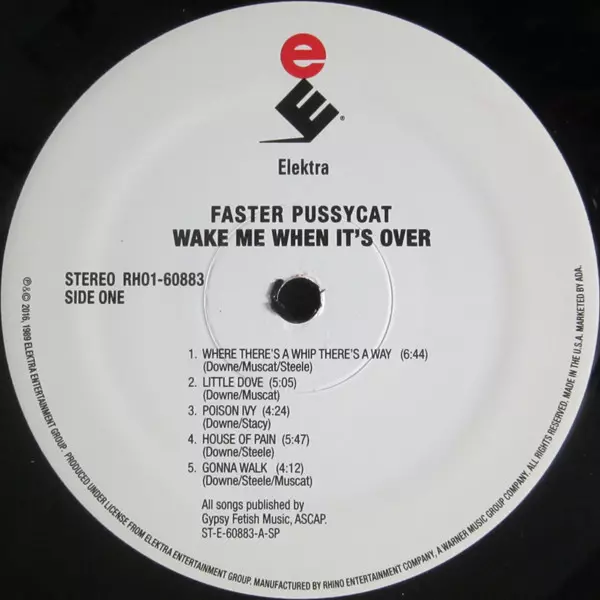 e
E®
Elektra
FASTER PUSSYCAT
WAKE ME WHEN IT'S OVER
STEREO RH01-60883
SIDE ONE
1. WHERE THERE'S A WHIP THERE'S A WAY (6:44)
(Downe/Muscat/Steele)
2. LITTLE DOVE (5:05)
(Downe/Muscat)
3. POISON IVY (4:24)
(Downe/Stacy)
4. HOUSE OF PAIN (5:47)
(Downe/Steele)
5. GONNA WALK (4:12)
(Downe/Steele/Muscat)
All songs published by
Gypsy Fetish Music, ASCAP.
ST-E-60883-A-SP
℗&© 2016, 1989 ELEKTRA ENTERTAINMENT GROUP. PRODUCED UNDER LICENSE FROM ELEKTRA ENTERTAINMENT GROUP. MANUFACTURED BY RHINO ENTERTAINMENT COMPANY, A WARNER MUSIC GROUP COMPANY. ALL RIGHTS RESERVED. MADE IN THE U.S.A. MARKETED BY ADA.